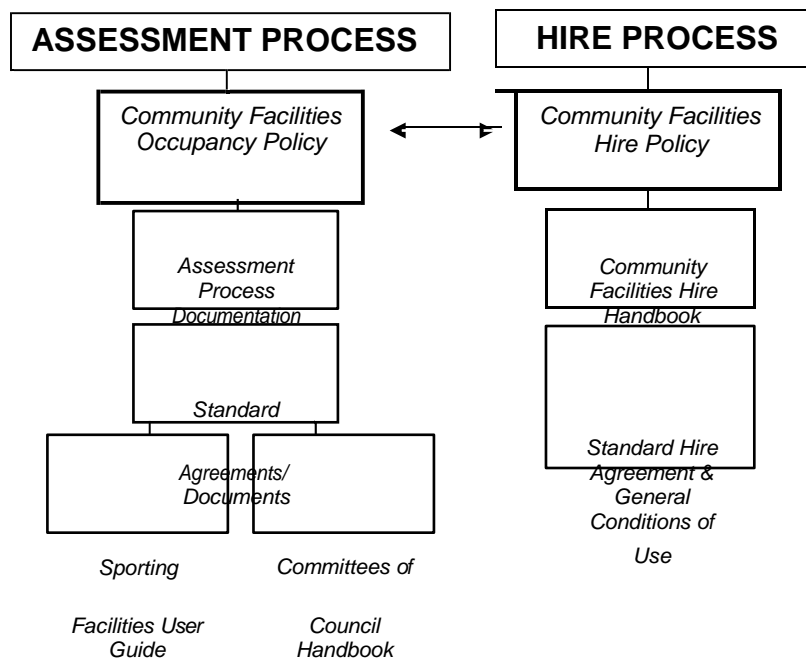 ASSESSMENT PROCESS
Community Facilities
Occupancy Policy
Assessment
Process
Documentation
Standard
Agreements/
Documents
Sporting
Facilities User
Guide
Committees of
Council
Handbook
HIRE PROCESS
Community Facilities
Hire Policy
Community
Facilities Hire
Handbook
Standard Hire
Agreement &
General
Conditions of
Use